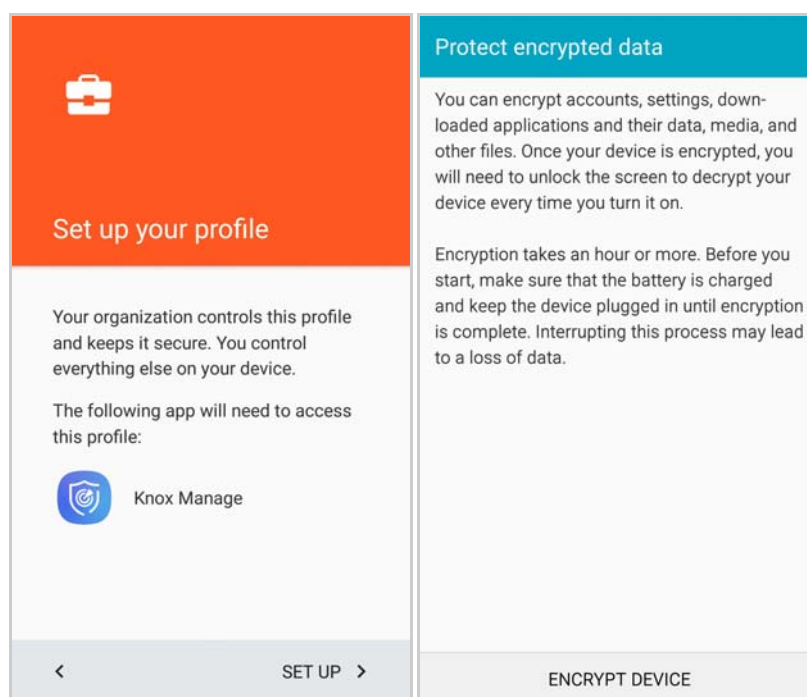 Set up your profile
Your organization controls this profile
and keeps it secure. You control
everything else on your device.
The following app will need to access
this profile:
Knox Manage
SET UP
Protect encrypted data
You can encrypt accounts, settings, down-
loaded applications and their data, media, and
other files. Once your device is encrypted, you
will need to unlock the screen to decrypt your
device every time you turn it on.
Encryption takes an hour or more. Before you
start, make sure that the battery is charged
and keep the device plugged in until encryption
is complete. Interrupting this process may lead
to a loss of data.
ENCRYPT DEVICE